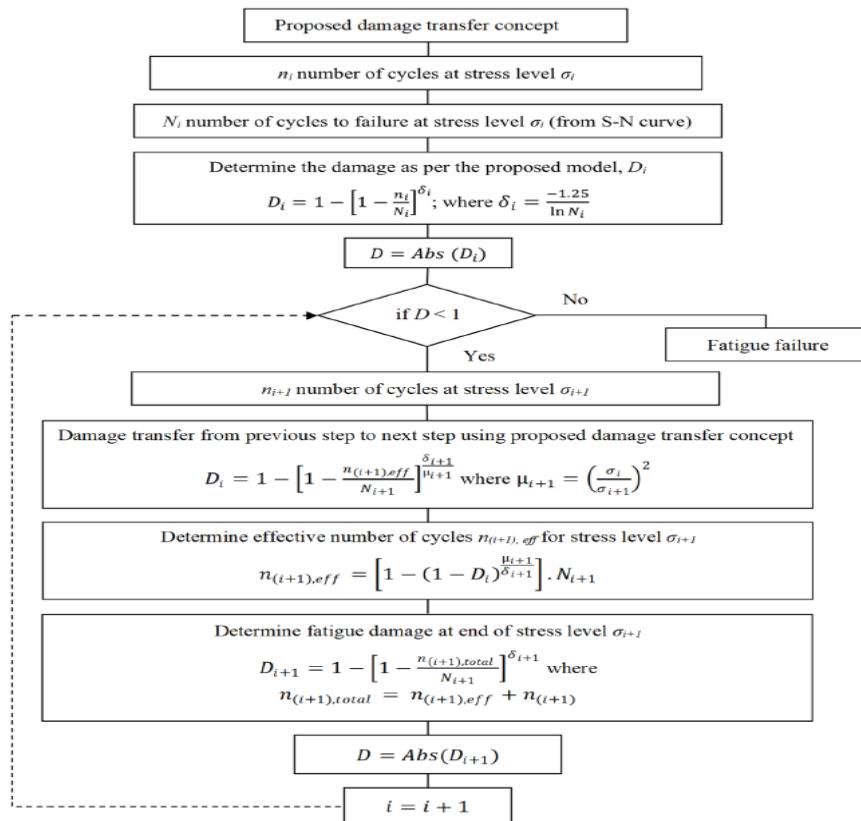 Proposed damage transfer concept
nᵢ number of cycles at stress level σᵢ
Nᵢ number of cycles to failure at stress level σᵢ (from S-N curve)
Determine the damage as per the proposed model, Dᵢ
Dᵢ = 1 − [1 − nᵢ/Nᵢ]^δᵢ; where δᵢ = −1.25/ln Nᵢ
D = Abs (Dᵢ)
if D < 1
No
Fatigue failure
Yes
nᵢ₊₁ number of cycles at stress level σᵢ₊₁
Damage transfer from previous step to next step using proposed damage transfer concept
Dᵢ = 1 − [1 − n₍ᵢ₊₁₎,eff/Nᵢ₊₁]^(δᵢ₊₁/μᵢ₊₁) where μᵢ₊₁ = (σᵢ/σᵢ₊₁)²
Determine effective number of cycles n₍ᵢ₊₁₎, eff for stress level σᵢ₊₁
n₍ᵢ₊₁₎,eff = [1 − (1 − Dᵢ)^(μᵢ₊₁/δᵢ₊₁)] . Nᵢ₊₁
Determine fatigue damage at end of stress level σᵢ₊₁
Dᵢ₊₁ = 1 − [1 − n₍ᵢ₊₁₎,total/Nᵢ₊₁]^δᵢ₊₁ where
n₍ᵢ₊₁₎,total = n₍ᵢ₊₁₎,eff + n₍ᵢ₊₁₎
D = Abs(Dᵢ₊₁)
i = i + 1